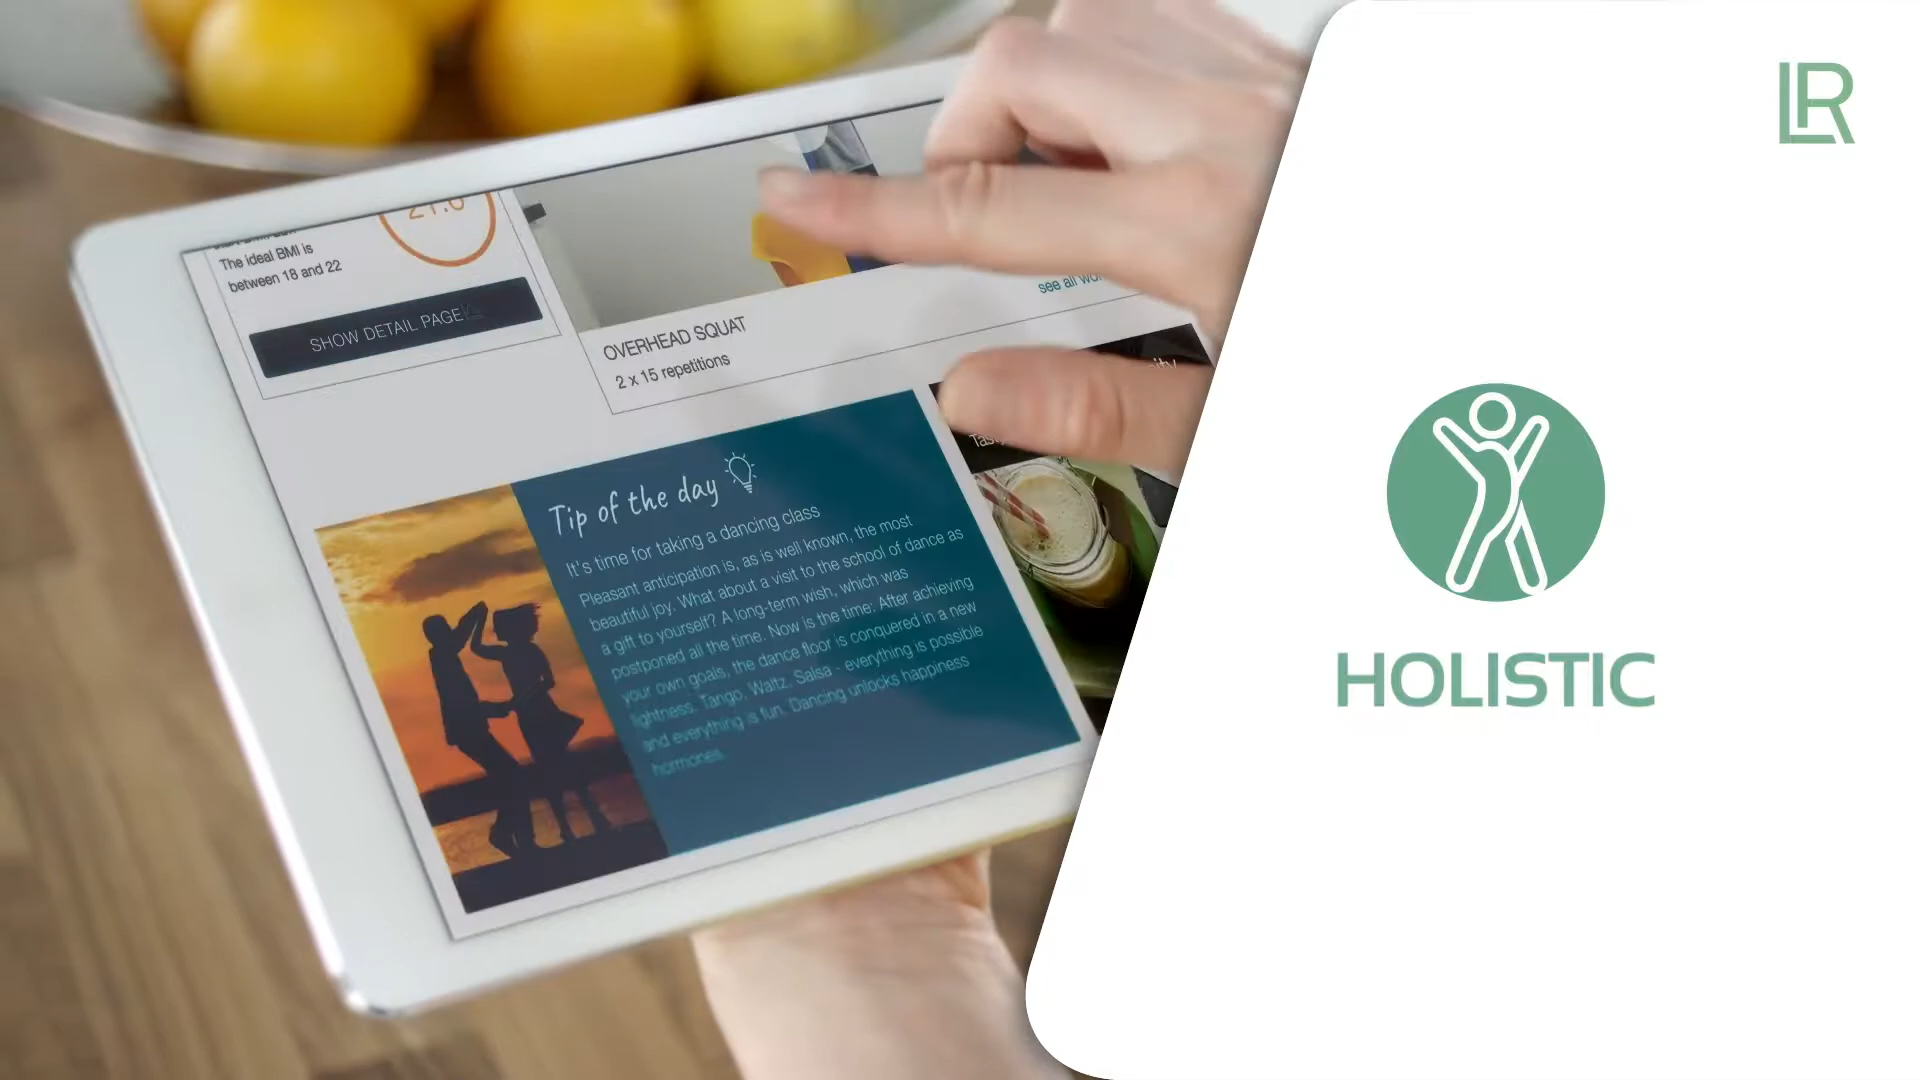 The ideal BMI is
between 18 and 22
SHOW DETAIL PAGE
OVERHEAD SQUAT
2 x 15 repetitions
see all
Tip of the day
It's time for taking a dancing class
Pleasant anticipation is, as is well known, the most
beautiful joy. What about a visit to the school of dance as
a gift to yourself? A long-term wish, which was
postponed all the time. Now is the time: After achieving
your own goals, the dance floor is conquered in a new
lightness. Tango, Waltz, Salsa - everything is possible
and everything is fun. Dancing unlocks happiness
hormones.
LR
HOLISTIC